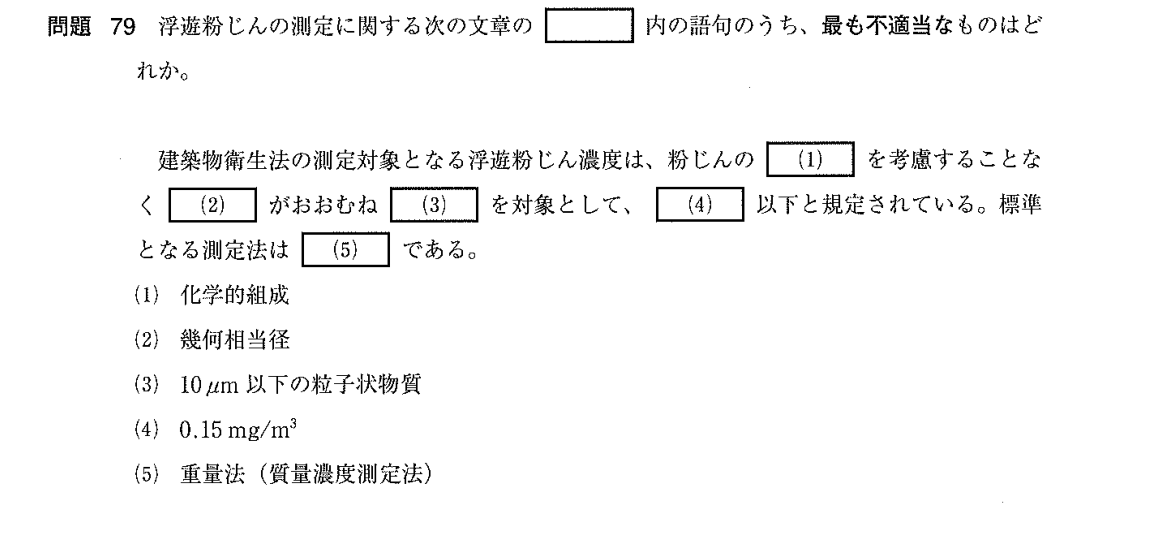 問題 79 浮遊粉じんの測定に関する次の文章の 内の語句のうち、最も不適当なものはど
れか。
建築物衛生法の測定対象となる浮遊粉じん濃度は、粉じんの (1) を考慮することな
く (2) がおおむね (3) を対象として、 (4) 以下と規定されている。標準
となる測定法は (5) である。
(1) 化学的組成
(2) 幾何相当径
(3) 10 μm 以下の粒子状物質
(4) 0.15 mg/m³
(5) 重量法(質量濃度測定法)